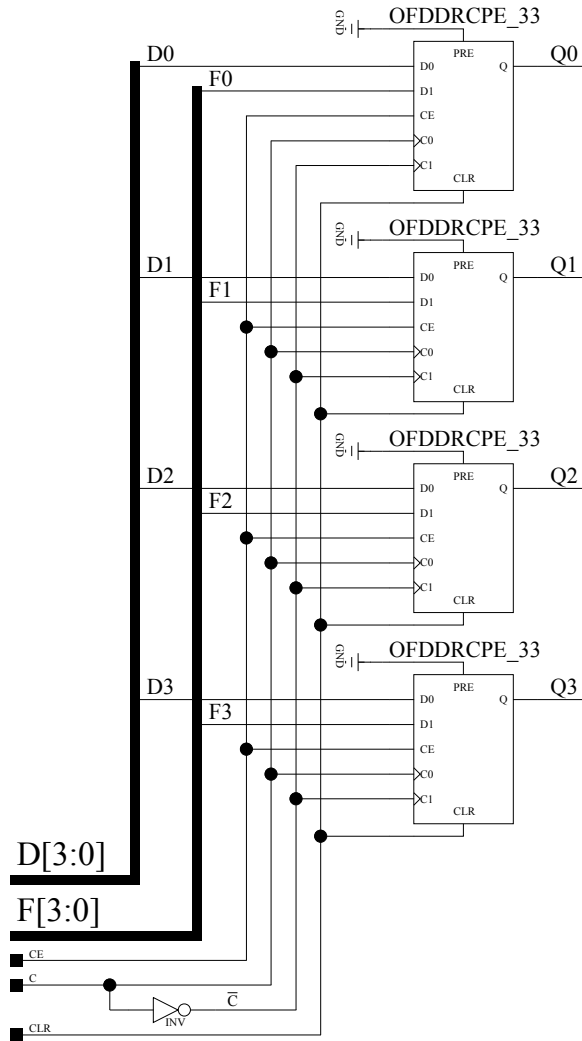 OFDDRCPE_33
GND
D0
Q0
PRE
D0
Q
F0
D1
CE
C0
C1
CLR
OFDDRCPE_33
GND
D1
Q1
PRE
D0
Q
F1
D1
CE
C0
C1
CLR
OFDDRCPE_33
GND
D2
Q2
PRE
D0
Q
F2
D1
CE
C0
C1
CLR
OFDDRCPE_33
GND
D3
Q3
PRE
D0
Q
F3
D1
CE
C0
C1
CLR
D[3:0]
F[3:0]
CE
C
C̅
INV
CLR